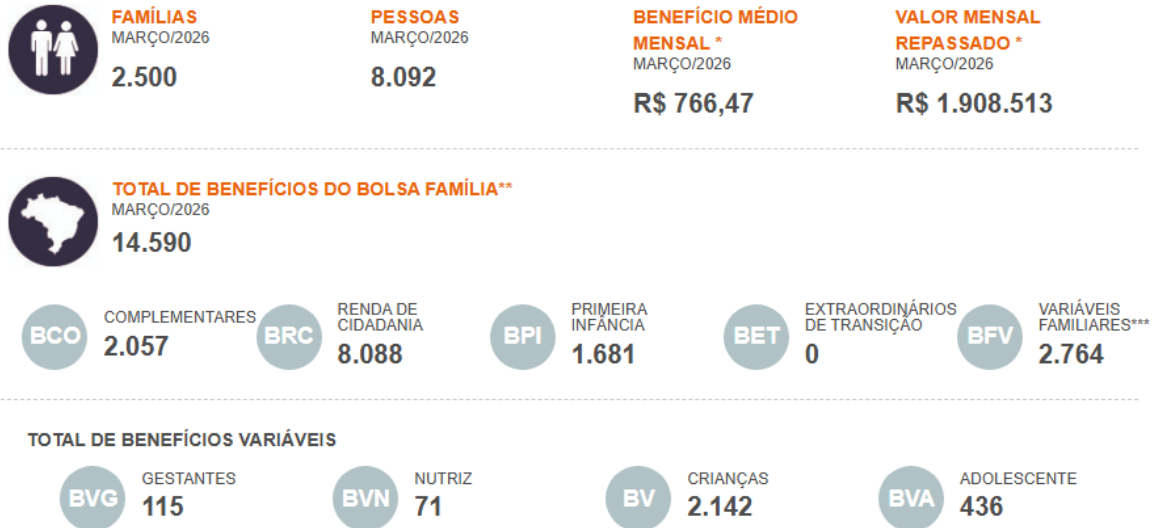 FAMÍLIAS
MARÇO/2026
2.500
PESSOAS
MARÇO/2026
8.092
BENEFÍCIO MÉDIO
MENSAL *
MARÇO/2026
R$ 766,47
VALOR MENSAL
REPASSADO *
MARÇO/2026
R$ 1.908.513
TOTAL DE BENEFÍCIOS DO BOLSA FAMÍLIA**
MARÇO/2026
14.590
BCO
COMPLEMENTARES
2.057
BRC
RENDA DE
CIDADANIA
8.088
BPI
PRIMEIRA
INFÂNCIA
1.681
BET
EXTRAORDINÁRIOS
DE TRANSIÇÃO
0
BFV
VARIÁVEIS
FAMILIARES***
2.764
TOTAL DE BENEFÍCIOS VARIÁVEIS
BVG
GESTANTES
115
BVN
NUTRIZ
71
BV
CRIANÇAS
2.142
BVA
ADOLESCENTE
436